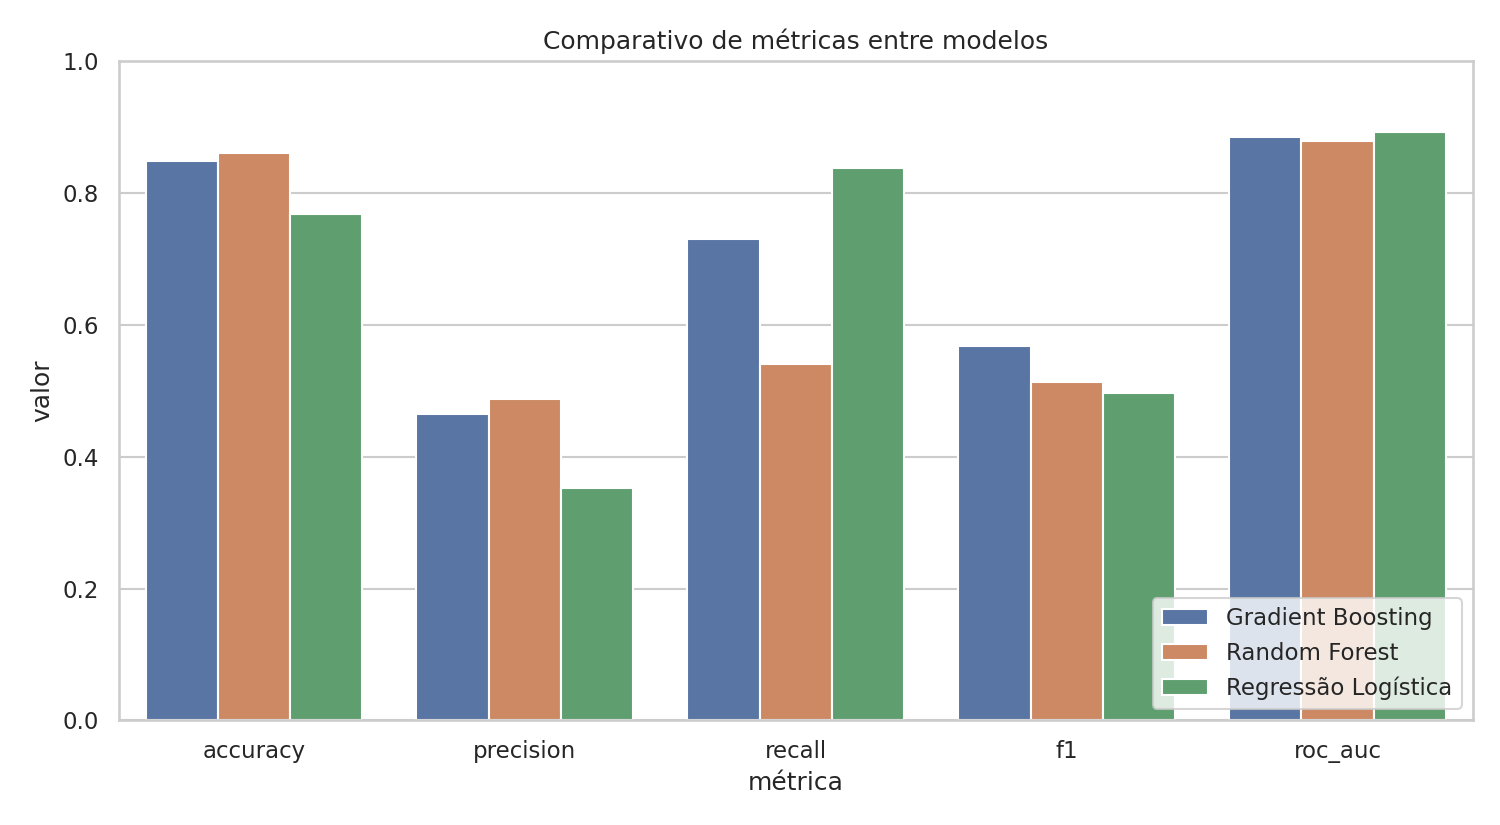 Comparativo de métricas entre modelos
1.0
0.8
0.6
0.4
0.2
0.0
valor
accuracy
precision
recall
f1
roc_auc
métrica
Gradient Boosting
Random Forest
Regressão Logística